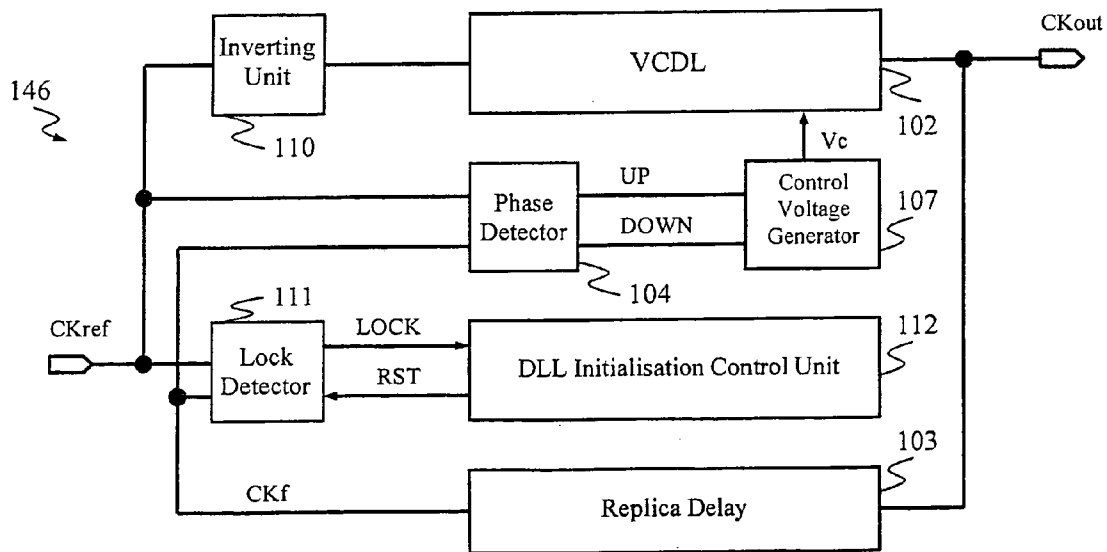 CKout
Inverting
Unit
VCDL
146
110
102
Vc
UP
DOWN
Phase
Detector
Control
Voltage
Generator
107
104
111
CKref
LOCK
RST
Lock
Detector
DLL Initialisation Control Unit
112
103
CKf
Replica Delay